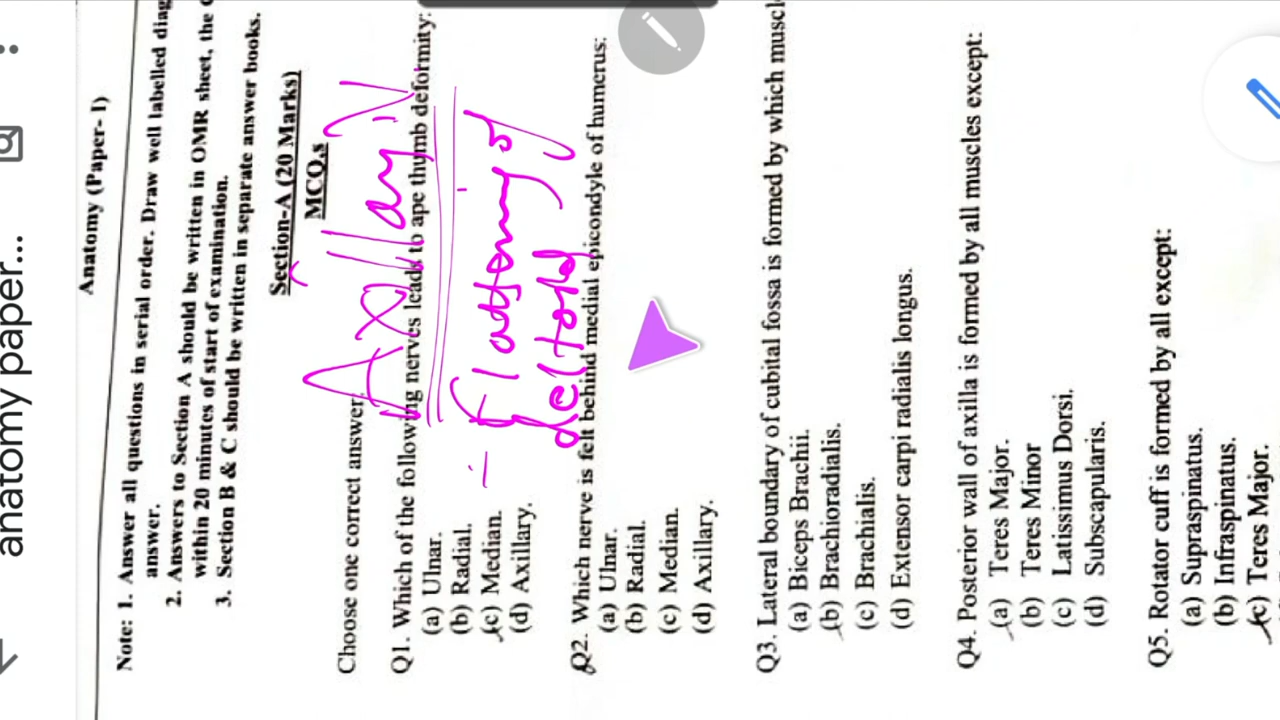 anatomy paper...
Anatomy (Paper- I)
Note: 1. Answer all questions in serial order. Draw well labelled diag
answer.
2. Answers to Section A should be written in OMR sheet, the
within 20 minutes of start of examination.
3. Section B & C should be written in separate answer books.
Section-A (20 Marks)
MCQ.s
Choose one correct answer
Axillary N
Q1. Which of the following nerves leads to ape thumb deformity:
(a) Ulnar.
(b) Radial.
(c) Median.
(d) Axillary.
- flattening of
deltoid
Q2. Which nerve is felt behind medial epicondyle of humerus:
(a) Ulnar.
(b) Radial.
(c) Median.
(d) Axillary.
Q3. Lateral boundary of cubital fossa is formed by which muscl
(a) Biceps Brachii.
(b) Brachioradialis.
(c) Brachialis.
(d) Extensor carpi radialis longus.
Q4. Posterior wall of axilla is formed by all muscles except:
(a) Teres Major.
(b) Teres Minor
(c) Latissimus Dorsi.
(d) Subscapularis.
Q5. Rotator cuff is formed by all except:
(a) Supraspinatus.
(b) Infraspinatus.
(c) Teres Major.